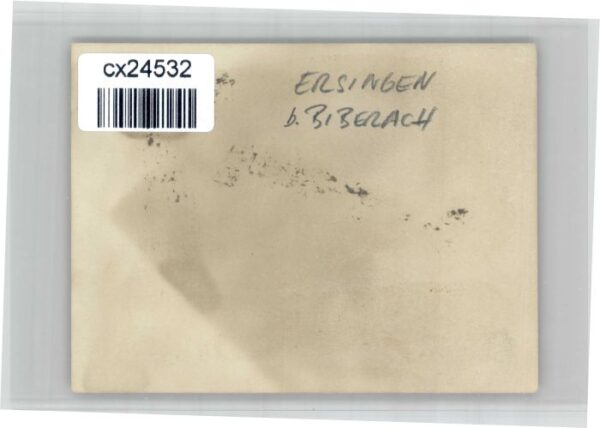 cx24532
ERSINGEN
b. BIBERACH